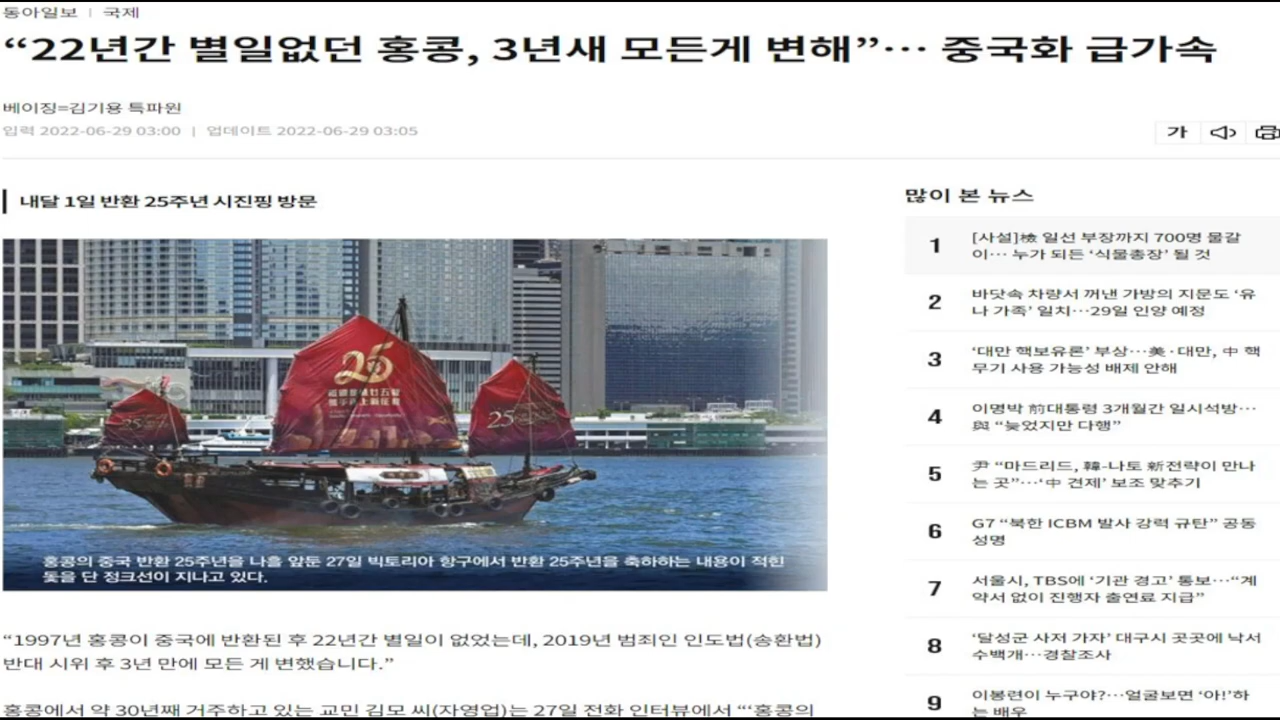 동아일보 | 국제
“22년간 별일없던 홍콩, 3년새 모든게 변해”… 중국화 급가속
베이징=김기용 특파원
입력 2022-06-29 03:00 | 업데이트 2022-06-29 03:05
가
내달 1일 반환 25주년 시진핑 방문
25
25
홍콩의 중국 반환 25주년을 나흘 앞둔 27일 빅토리아 항구에서 반환 25주년을 축하하는 내용이 적힌
돛을 단 정크선이 지나고 있다.
“1997년 홍콩이 중국에 반환된 후 22년간 별일이 없었는데, 2019년 범죄인 인도법(송환법)
반대 시위 후 3년 만에 모든 게 변했습니다.”
홍콩에서 약 30년째 거주하고 있는 교민 김모 씨(자영업)는 27일 전화 인터뷰에서 “‘홍콩의
많이 본 뉴스
1 [사설]檢 일선 부장까지 700명 물갈
이… 누가 되든 ‘식물총장’ 될 것
2 바닷속 차량서 꺼낸 가방의 지문도 ‘유
나 가족’ 일치…29일 인양 예정
3 ‘대만 핵보유론’ 부상…美·대만, 中 핵
무기 사용 가능성 배제 안해
4 이명박 前대통령 3개월간 일시석방…
與 “늦었지만 다행”
5 尹 “마드리드, 韓-나토 新전략이 만나
는 곳”…‘中 견제’ 보조 맞추기
6 G7 “북한 ICBM 발사 강력 규탄” 공동
성명
7 서울시, TBS에 ‘기관 경고’ 통보…“계
약서 없이 진행자 출연료 지급”
8 ‘달성군 사저 가자’ 대구시 곳곳에 낙서
수백개…경찰조사
9 이봉련이 누구야?…얼굴보면 ‘아!’하
는 배우